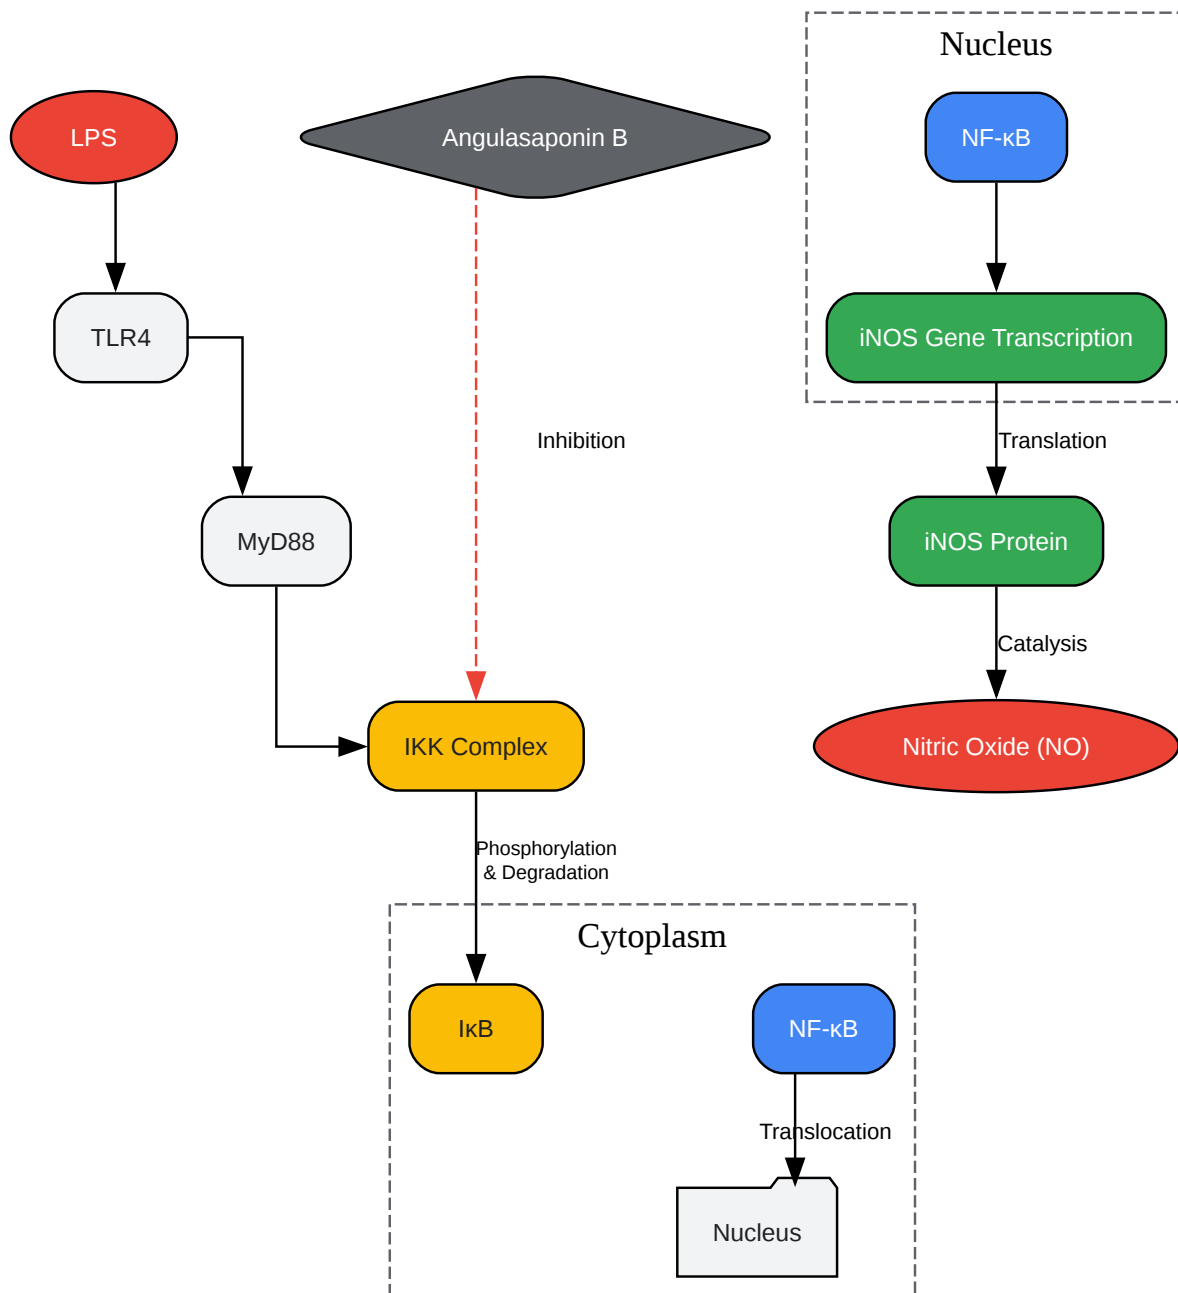 Nucleus
LPS
Angulasaponin B
NF-κB
TLR4
iNOS Gene Transcription
Inhibition
Translation
MyD88
iNOS Protein
Catalysis
IKK Complex
Nitric Oxide (NO)
Phosphorylation
& Degradation
Cytoplasm
IκB
NF-κB
Translocation
Nucleus